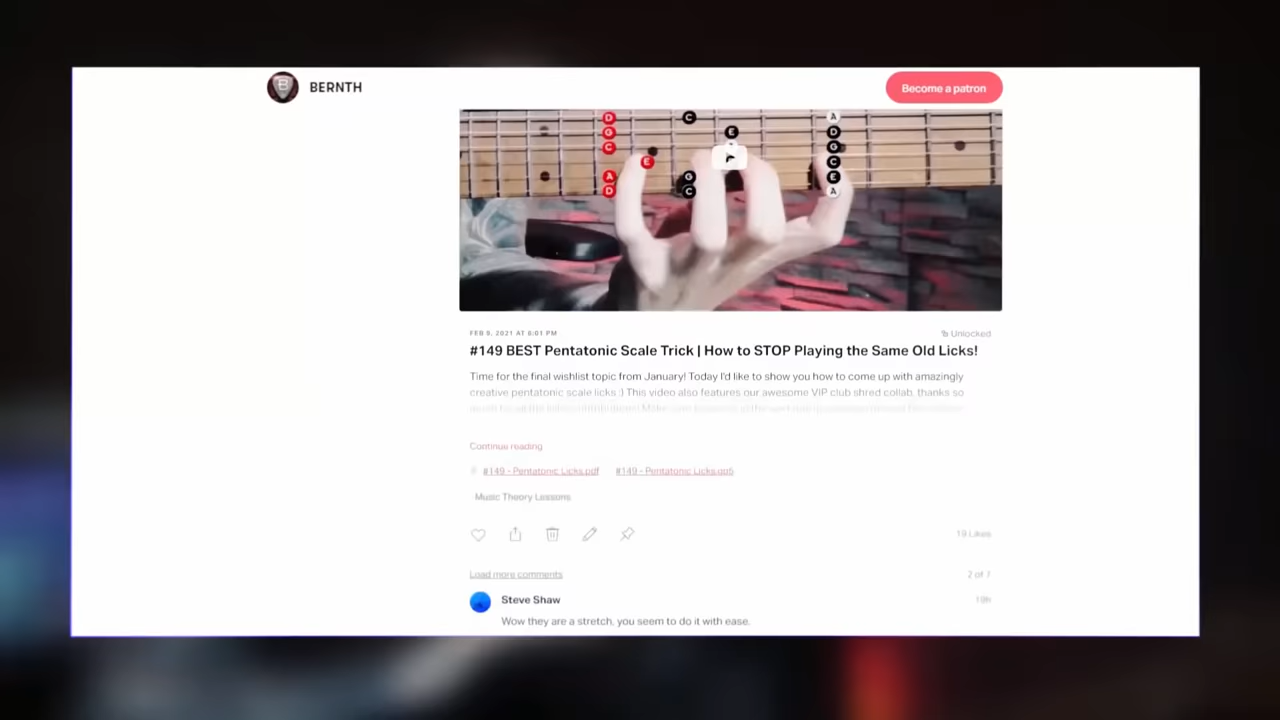 BERNTH
Become a patron
D C A
G E D
C G
E C
A G E
D C A
FEB 9, 2021 AT 6:01 PM
Unlocked
#149 BEST Pentatonic Scale Trick | How to STOP Playing the Same Old Licks!
Time for the final wishlist topic from January! Today I'd like to show you how to come up with amazingly
creative pentatonic scale licks :) This video also features our awesome VIP club shred collab, thanks so
Continue reading
#149 - Pentatonic Licks.pdf #149 - Pentatonic Licks.gp5
Music Theory Lessons
19 Likes
Load more comments
2 of 7
Steve Shaw
19h
Wow they are a stretch, you seem to do it with ease.